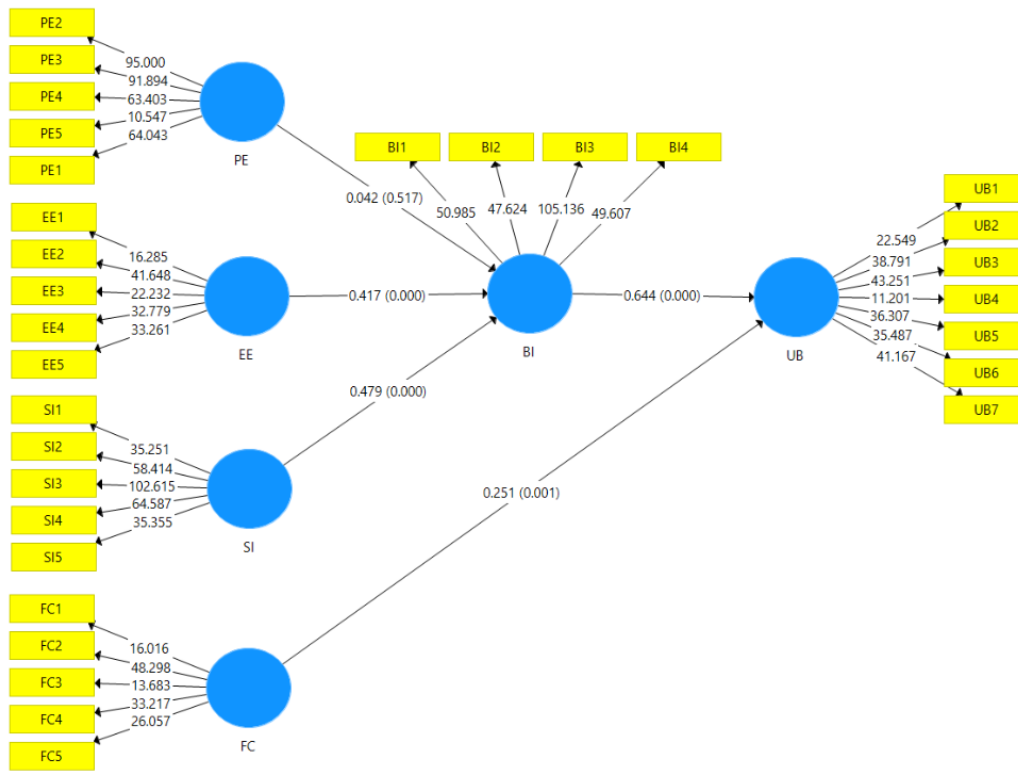 PE2
PE3
PE4
PE5
PE1
95.000
91.894
63.403
10.547
64.043
PE
EE1
EE2
EE3
EE4
EE5
16.285
41.648
22.232
32.779
33.261
EE
SI1
SI2
SI3
SI4
SI5
35.251
58.414
102.615
64.587
35.355
SI
FC1
FC2
FC3
FC4
FC5
16.016
48.298
13.683
33.217
26.057
FC
0.042 (0.517)
0.417 (0.000)
0.479 (0.000)
0.251 (0.001)
BI1
BI2
BI3
BI4
50.985
47.624
105.136
49.607
BI
0.644 (0.000)
UB
22.549
38.791
43.251
11.201
36.307
35.487
41.167
UB1
UB2
UB3
UB4
UB5
UB6
UB7